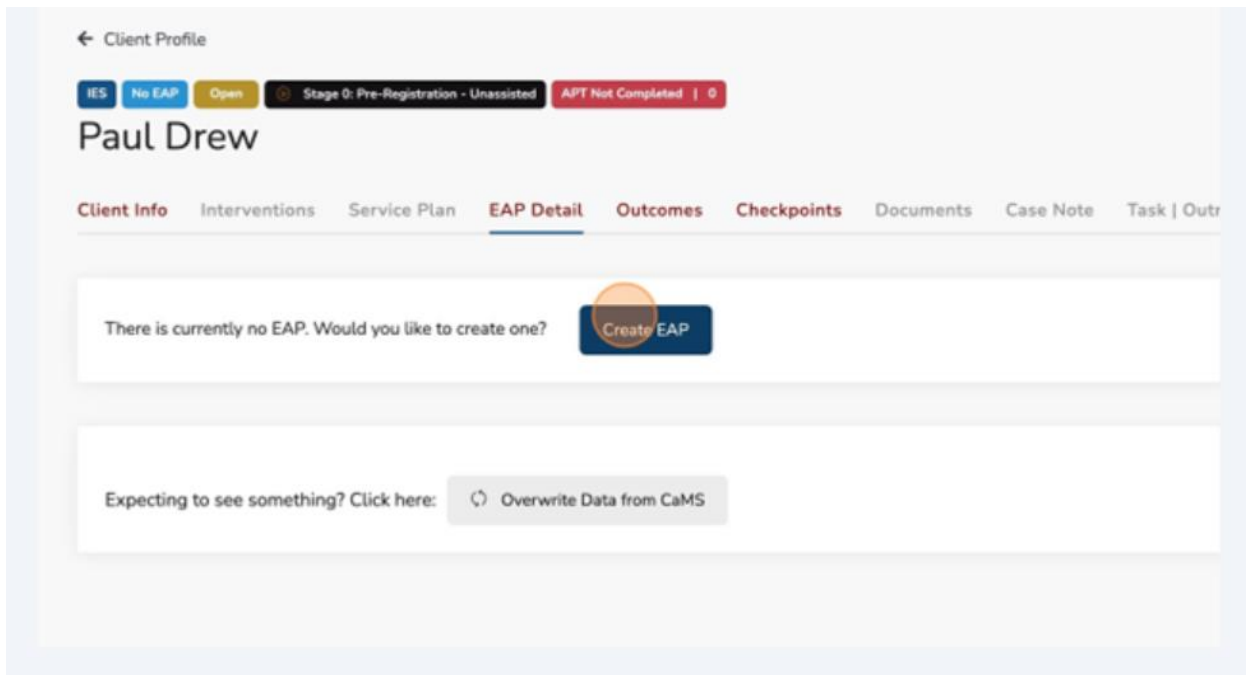 ← Client Profile
IES No EAP Open Stage 0: Pre-Registration - Unassisted APT Not Completed | 0
Paul Drew
Client Info Interventions Service Plan EAP Detail Outcomes Checkpoints Documents Case Note Task | Outr
There is currently no EAP. Would you like to create one? Create EAP
Expecting to see something? Click here: Overwrite Data from CaMS